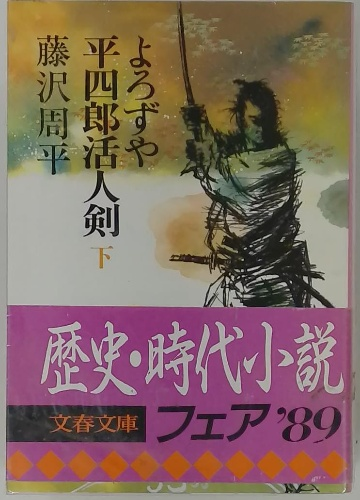 よろずや
平四郎活人剣
下
藤沢周平
歴史・時代小説
文春文庫
フェア'89